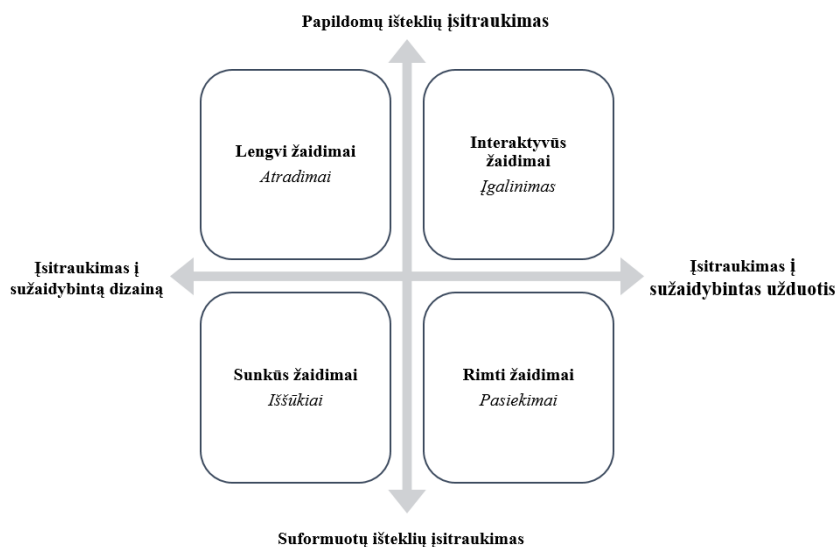 Papildomų išteklių įsitraukimas
Lengvi žaidimai
Atradimai
Interaktyvūs
žaidimai
Įgalinimas
Įsitraukimas į
sužaidybintą dizainą
Įsitraukimas į
sužaidybintas užduotis
Sunkūs žaidimai
Iššūkiai
Rimti žaidimai
Pasiekimai
Suformuotų išteklių įsitraukimas